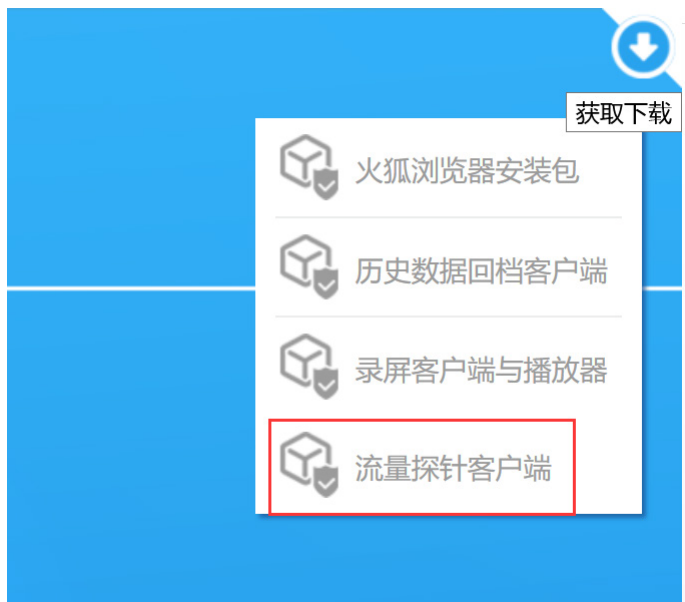 获取下载
火狐浏览器安装包
历史数据回档客户端
录屏客户端与播放器
流量探针客户端